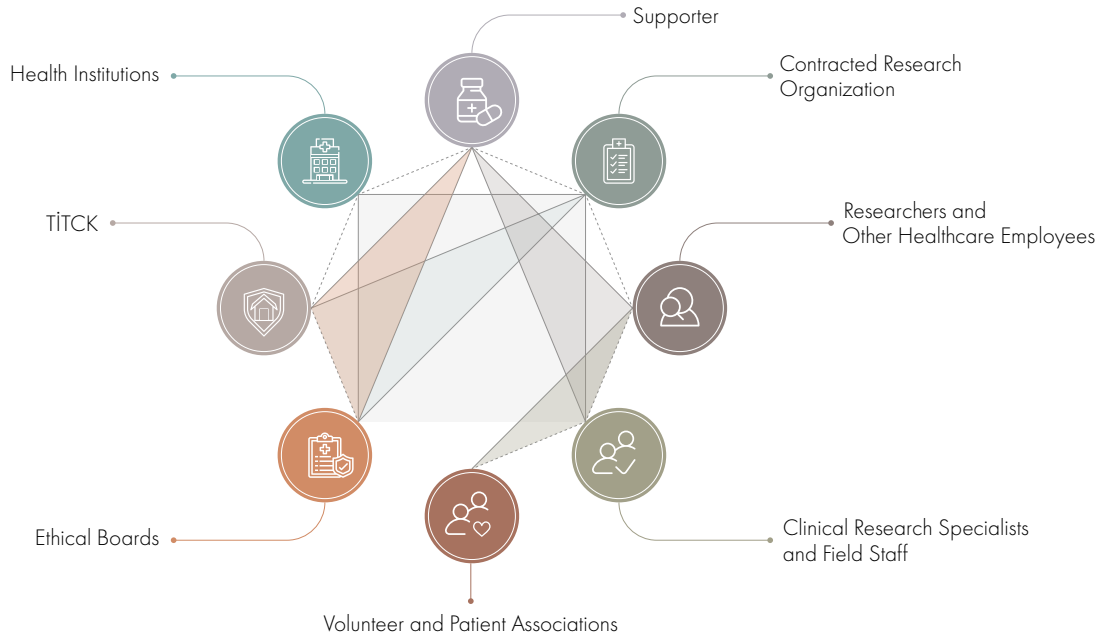 Supporter
Health Institutions
Contracted Research
Organization
TİTCK
Researchers and
Other Healthcare Employees
Ethical Boards
Clinical Research Specialists
and Field Staff
Volunteer and Patient Associations